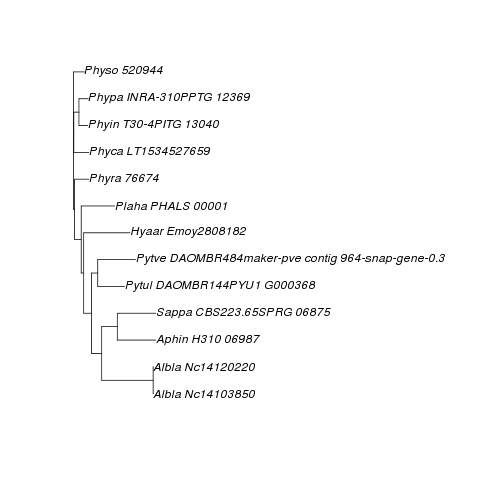 Physo 520944
Phypa INRA-310PPTG 12369
Phyin T30-4PITG 13040
Phyca LT1534527659
Phyra 76674
Plaha PHALS 00001
Hyaar Emoy2808182
Pytve DAOMBR484maker-pve contig 964-snap-gene-0.3
Pytul DAOMBR144PYU1 G000368
Sappa CBS223.65SPRG 06875
Aphin H310 06987
Albla Nc14120220
Albla Nc14103850